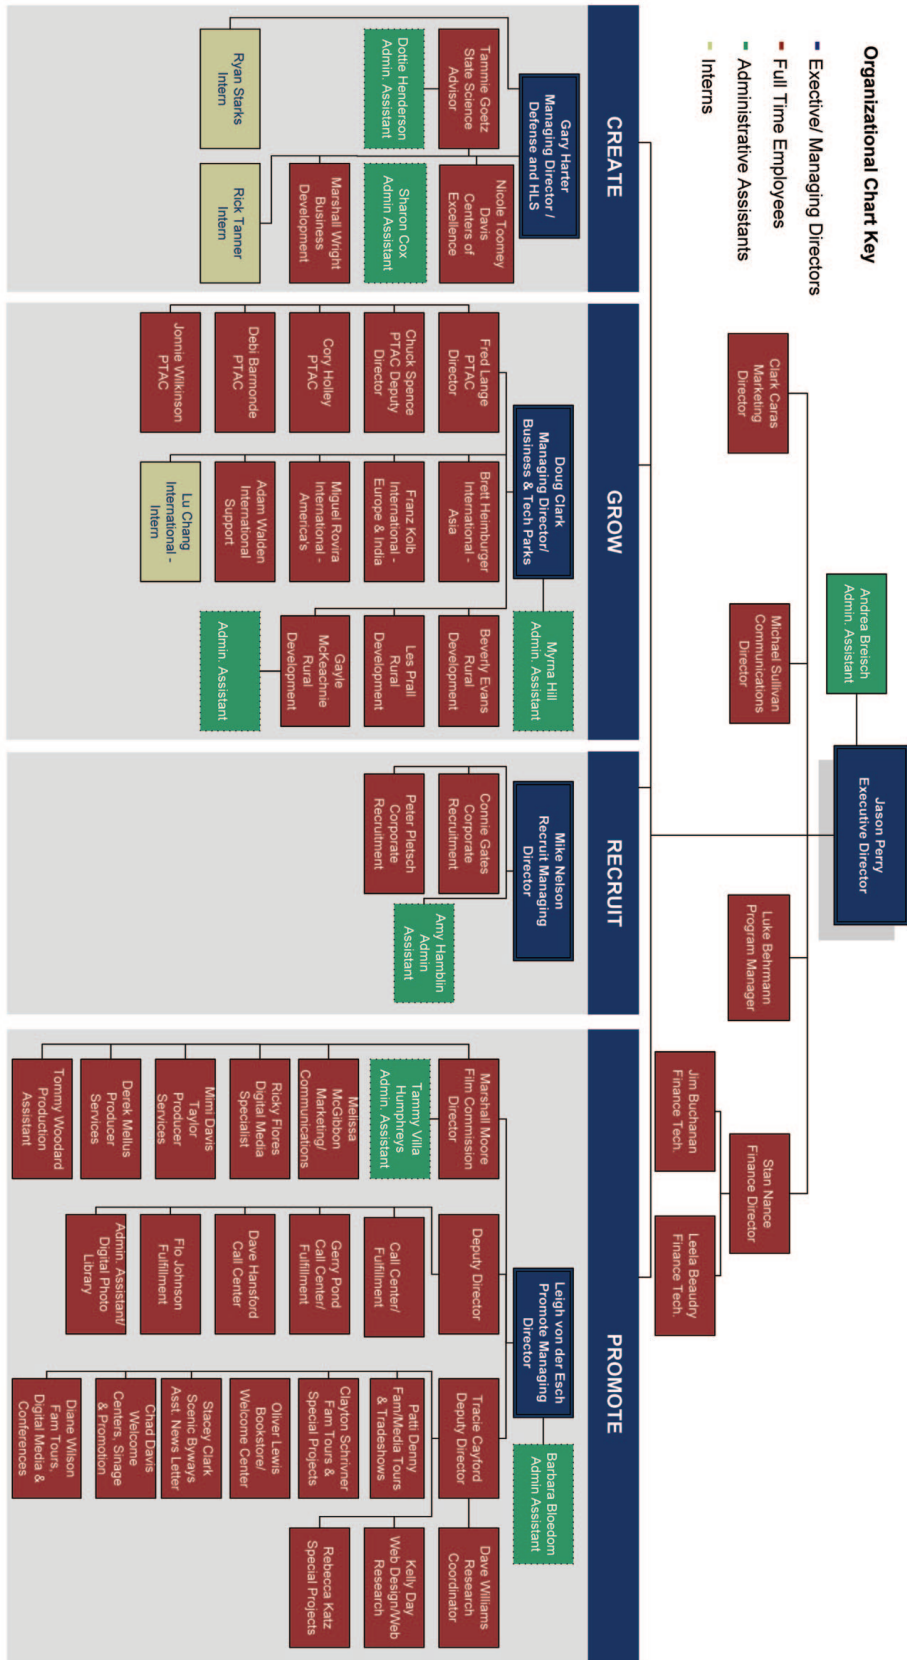 Organizational Chart Key
Exective/ Managing Directors
Full Time Employees
Administrative Assistants
Interns
Jason Perry
Executive Director
Andrea Breisch
Admin. Assistant
Clark Caras
Marketing
Director
Michael Sullivan
Communications
Director
Luke Behrmann
Program Manager
Stan Nance
Finance Director
Jim Buchanan
Finance Tech.
Leela Beaudry
Finance Tech.
CREATE
Gary Harter
Managing Director /
Defense and HLS
Tammie Goetz
State Science
Advisor
Nicole Toomey
Davis
Centers of
Excellence
Dottie Henderson
Admin. Assistant
Sharon Cox
Admin Assistant
Marshall Wright
Business
Development
Ryan Starks
Intern
Rick Tanner
Intern
GROW
Doug Clark
Managing Director/
Business & Tech Parks
Myrna Hill
Admin. Assistant
Fred Lange
PTAC
Director
Chuck Spence
PTAC Deputy
Director
Cory Holley
PTAC
Debi Barmonde
PTAC
Jonnie Wilkinson
PTAC
Brett Heimburger
International -
Asia
Franz Kolb
International -
Europe & India
Miguel Rovira
International -
America's
Adam Walden
International
Support
Lu Chang
International -
Intern
Beverly Evans
Rural
Development
Les Prall
Rural
Development
Gayle
McKeachnie
Rural
Development
Admin. Assistant
RECRUIT
Mike Nelson
Recruit Managing
Director
Connie Gates
Corporate
Recruitment
Peter Pletsch
Corporate
Recruitment
Amy Hamblin
Admin
Assistant
PROMOTE
Leigh von der Esch
Promote Managing
Director
Barbara Bloedorn
Admin Assistant
Marshall Moore
Film Commission
Director
Tammy Villa
Humphreys
Admin. Assistant
Melissa
McGibbon
Marketing/
Communications
Ricky Flores
Digital Media
Specialist
Mimi Davis
Taylor
Producer
Services
Derek Mellus
Producer
Services
Tommy Woodard
Production
Assistant
Deputy Director
Call Center/
Fulfillment
Gerry Pond
Call Center/
Fulfillment
Dave Hansford
Call Center
Flo Johnson
Fulfillment
Admin. Assistant/
Digital Photo
Library
Tracie Cayford
Deputy Director
Patti Denny
Fam/Media Tours
& Tradeshows
Clayton Scrivner
Fam Tours &
Special Projects
Oliver Lewis
Bookstore/
Welcome Center
Stacey Clark
Scenic Byways
Asst. News Letter
Chad Davis
Welcome
Centers, Sinage
& Promotion
Diane Wilson
Fam Tours,
Digital Media &
Conferences
Dave Williams
Research
Coordinator
Kelly Day
Web Design/Web
Research
Rebecca Katz
Special Projects